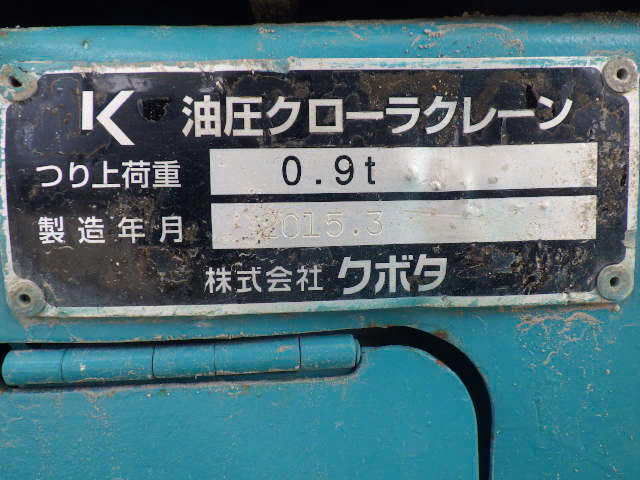 K 油圧クローラクレーン
つり上荷重 0.9t
製造年月 2015.3
株式会社 クボタ